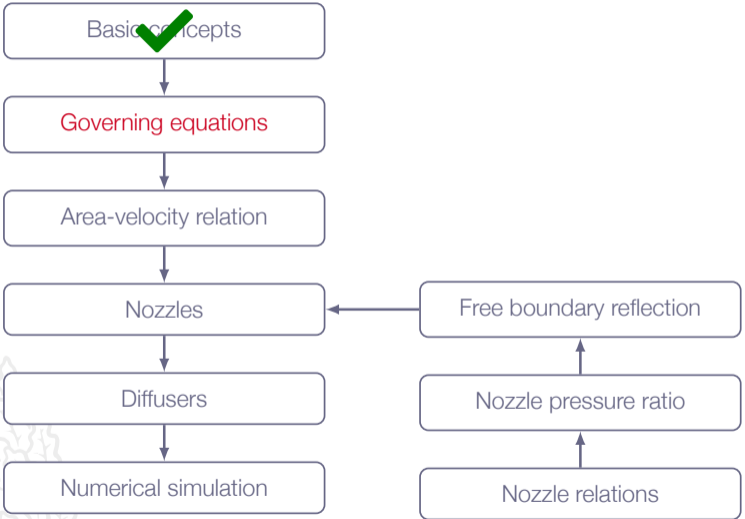 Basic concepts
Governing equations
Area-velocity relation
Nozzles
Free boundary reflection
Diffusers
Nozzle pressure ratio
Numerical simulation
Nozzle relations